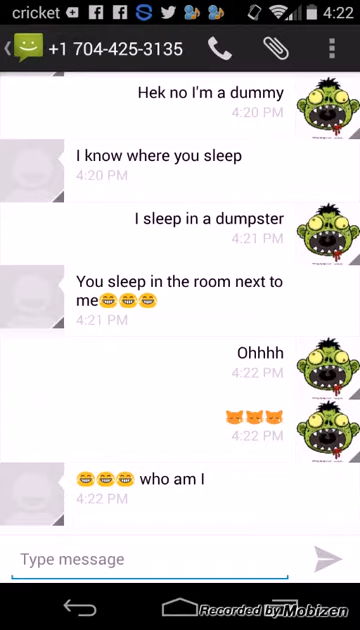 cricket 4:22
+1 704-425-3135
Hek no I'm a dummy
4:20 PM
I know where you sleep
4:20 PM
I sleep in a dumpster
4:21 PM
You sleep in the room next to
me😂😂😂
4:21 PM
Ohhhh
4:22 PM
😽😽😽
4:22 PM
😂😂😂 who am I
4:22 PM
Type message
Recorded by Mobizen